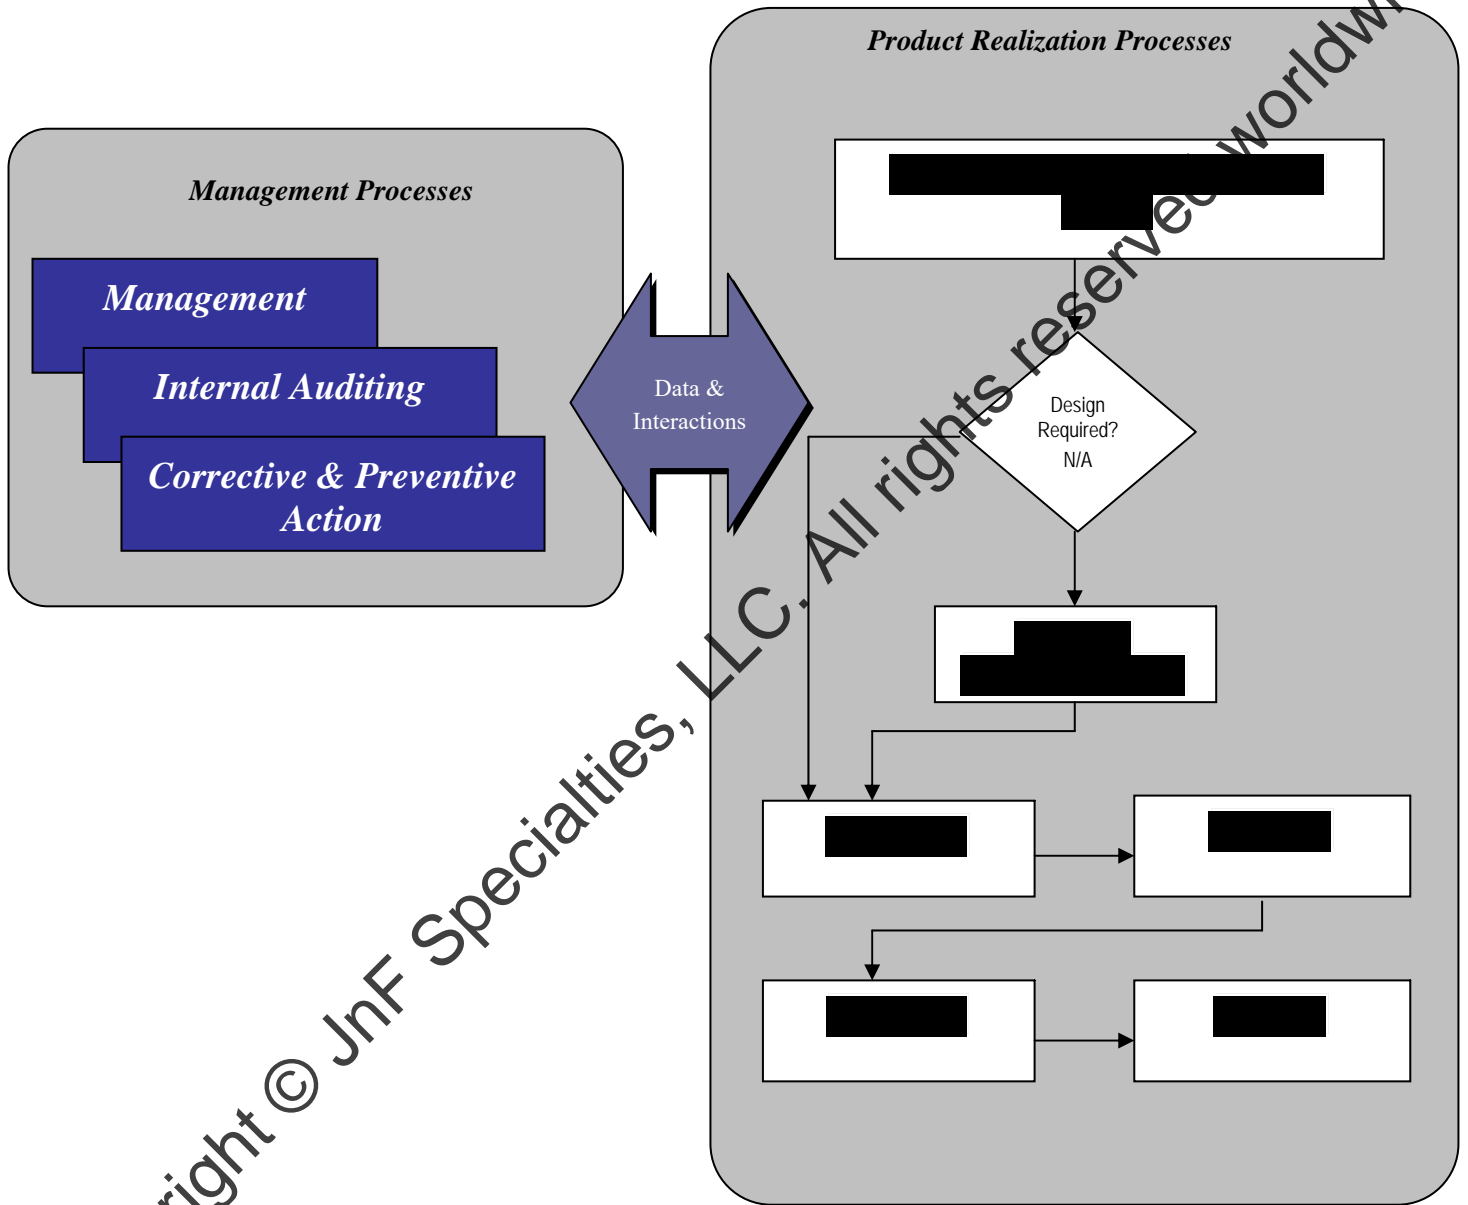 Product Realization Processes
Management Processes
Management
Internal Auditing
Corrective & Preventive
Action
Data &
Interactions
Design
Required?
N/A
right © JnF Specialties, LLC. All rights reserved worldwi